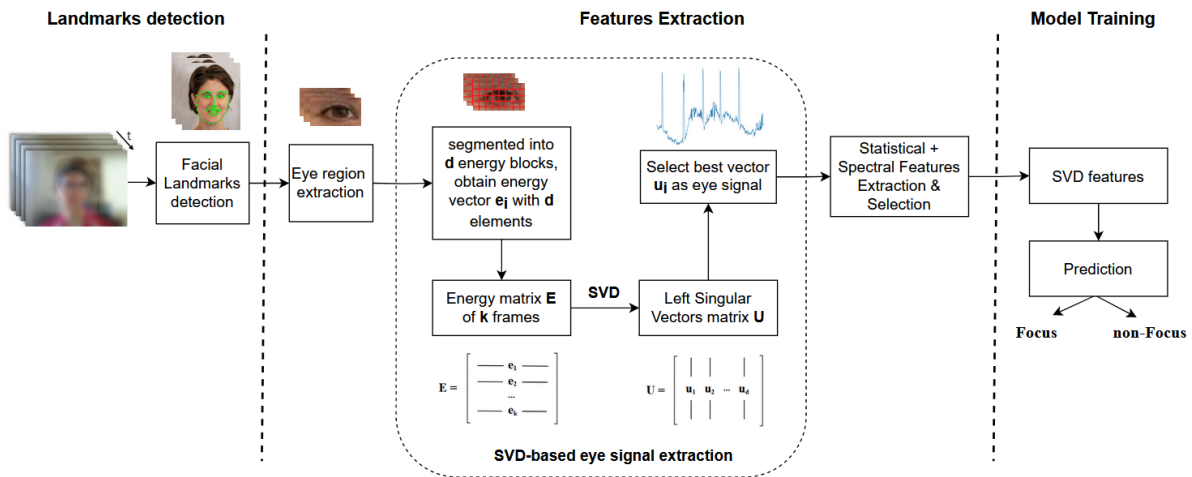 Landmarks detection
Features Extraction
Model Training
t
Facial
Landmarks
detection
Eye region
extraction
segmented into
d energy blocks,
obtain energy
vector ei with d
elements
Energy matrix E
of k frames
SVD
Left Singular
Vectors matrix U
Select best vector
ui as eye signal
E =
e1
e2
...
ek
U =
u1 u2 ... ud
SVD-based eye signal extraction
Statistical +
Spectral Features
Extraction &
Selection
SVD features
Prediction
Focus
non-Focus